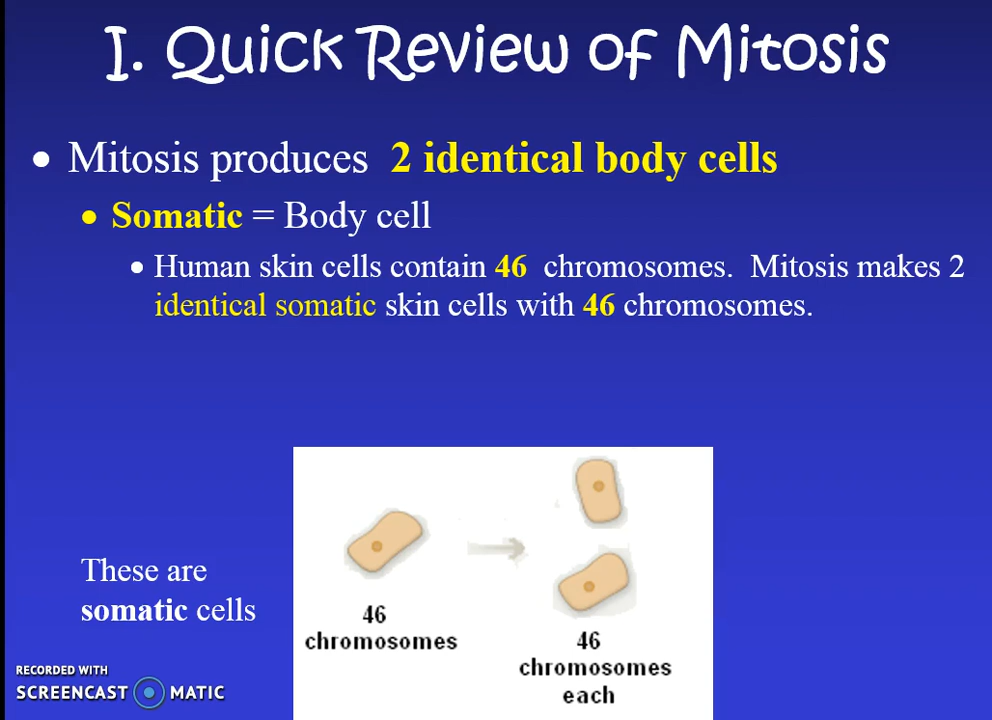 I. Quick Review of Mitosis
• Mitosis produces 2 identical body cells
• Somatic = Body cell
• Human skin cells contain 46 chromosomes. Mitosis makes 2
identical somatic skin cells with 46 chromosomes.
These are
somatic cells
46
chromosomes
46
chromosomes
each
RECORDED WITH
SCREENCAST MATIC